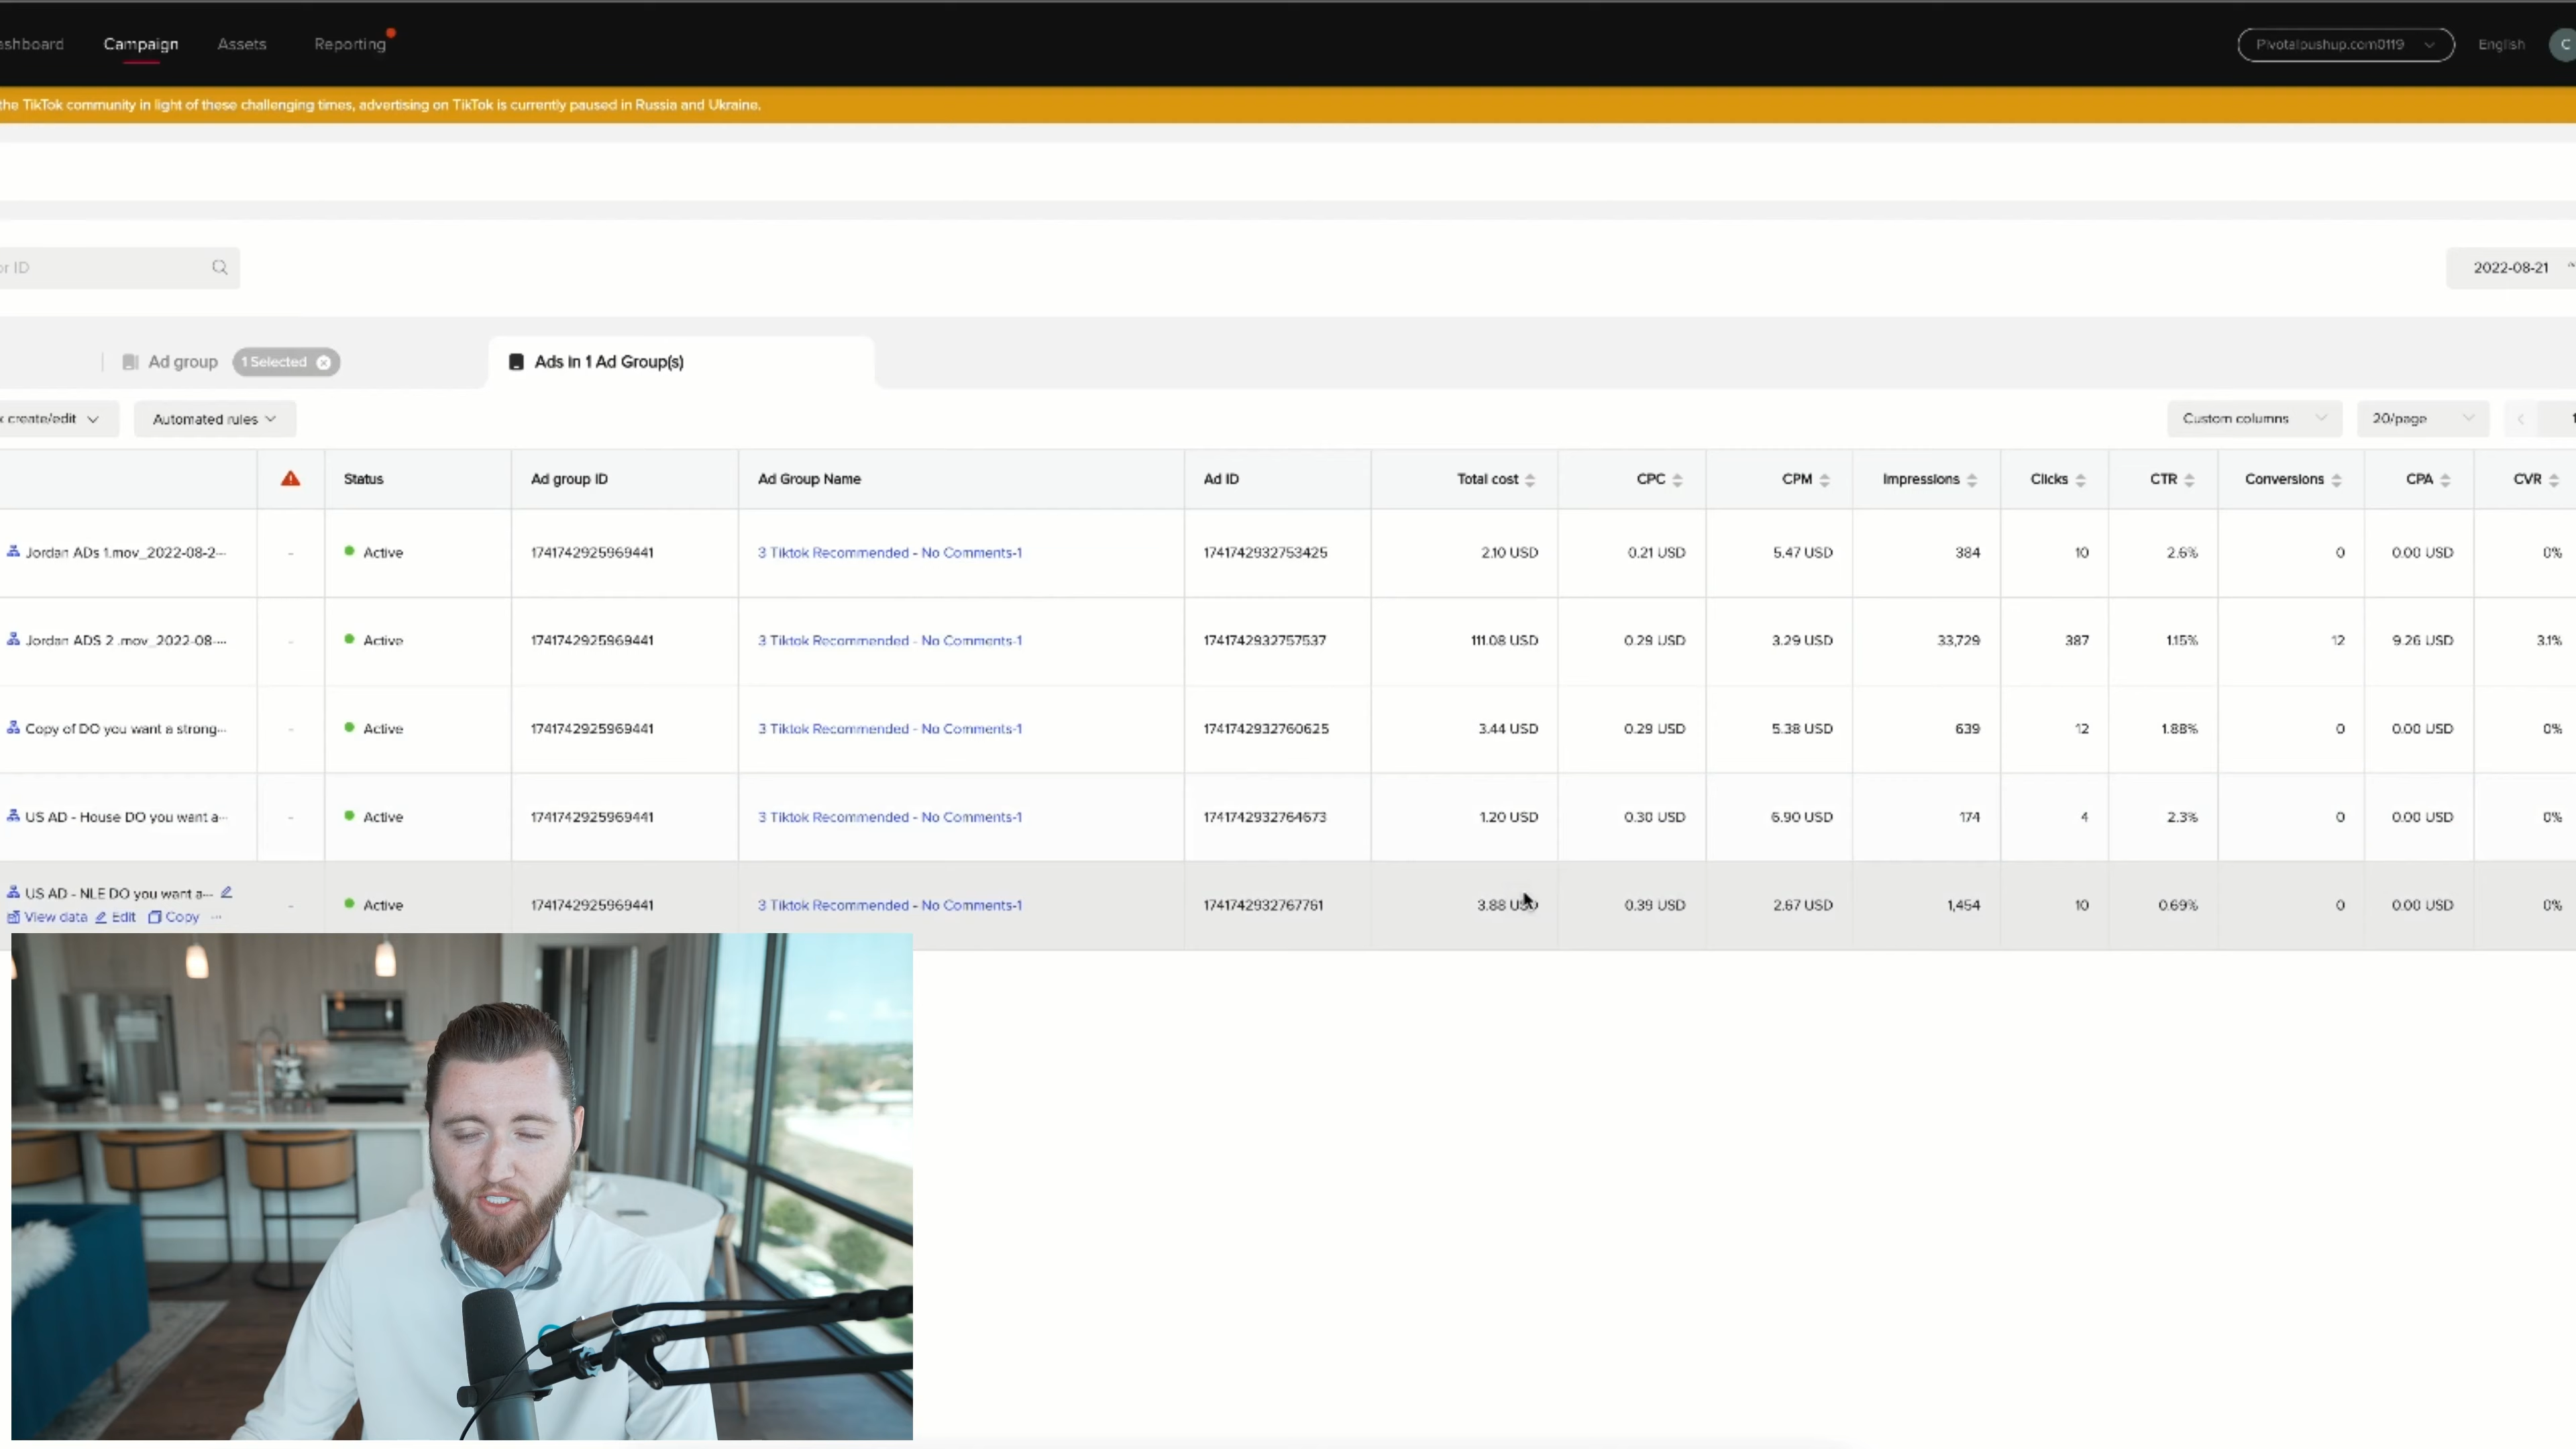 ashboard Campaign Assets Reporting Pivotalpushup.com0119 English C
the TikTok community in light of these challenging times, advertising on TikTok is currently paused in Russia and Ukraine.
or ID 2022-08-21 ~
Ad group 1 Selected Ads in 1 Ad Group(s)
create/edit Automated rules Custom columns 20/page 1
Status Ad group ID Ad Group Name Ad ID Total cost CPC CPM Impressions Clicks CTR Conversions CPA CVR
Jordan ADs 1.mov_2022-08-2... - Active 1741742925969441 3 Tiktok Recommended - No Comments-1 1741742932753425 2.10 USD 0.21 USD 5.47 USD 384 10 2.6% 0 0.00 USD 0%
Jordan ADS 2 .mov_2022-08-... - Active 1741742925969441 3 Tiktok Recommended - No Comments-1 1741742932757537 111.08 USD 0.29 USD 3.29 USD 33,729 387 1.15% 12 9.26 USD 3.1%
Copy of DO you want a strong... - Active 1741742925969441 3 Tiktok Recommended - No Comments-1 1741742932760625 3.44 USD 0.29 USD 5.38 USD 639 12 1.88% 0 0.00 USD 0%
US AD - House DO you want a... - Active 1741742925969441 3 Tiktok Recommended - No Comments-1 1741742932764673 1.20 USD 0.30 USD 6.90 USD 174 4 2.3% 0 0.00 USD 0%
US AD - NLE DO you want a... - Active 1741742925969441 3 Tiktok Recommended - No Comments-1 1741742932767761 3.88 USD 0.39 USD 2.67 USD 1,454 10 0.69% 0 0.00 USD 0%
View data Edit Copy ...